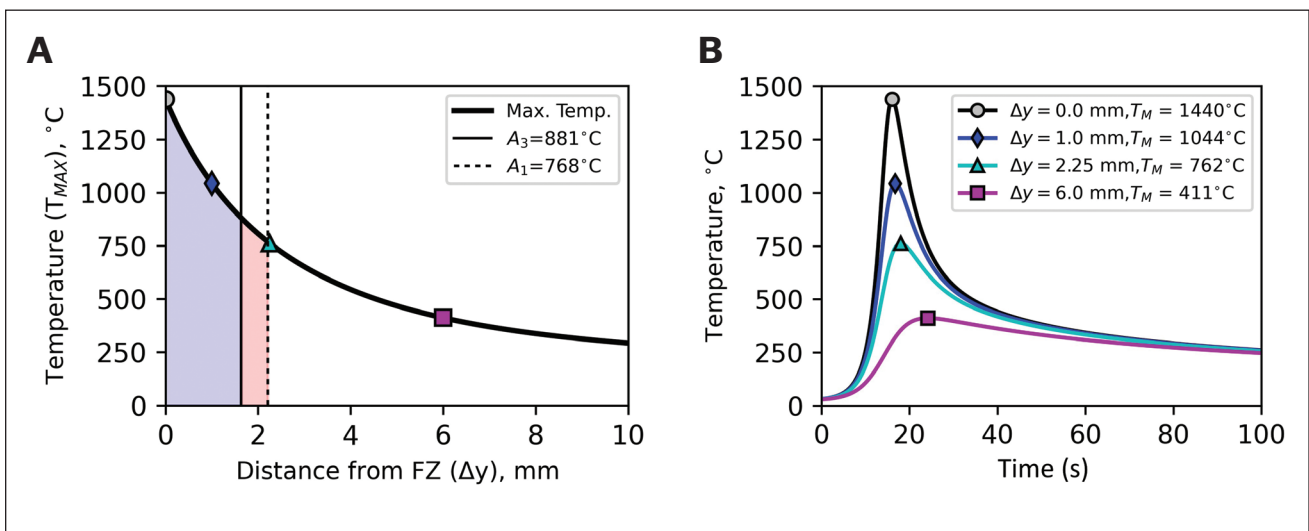 A
1500
1250
1000
750
500
250
0
Temperature (T_MAX), °C
0 2 4 6 8 10
Distance from FZ (Δy), mm
Max. Temp.
A₃=881°C
A₁=768°C
B
1500
1250
1000
750
500
250
0
Temperature, °C
0 20 40 60 80 100
Time (s)
Δy = 0.0 mm,T_M = 1440°C
Δy = 1.0 mm,T_M = 1044°C
Δy = 2.25 mm,T_M = 762°C
Δy = 6.0 mm,T_M = 411°C